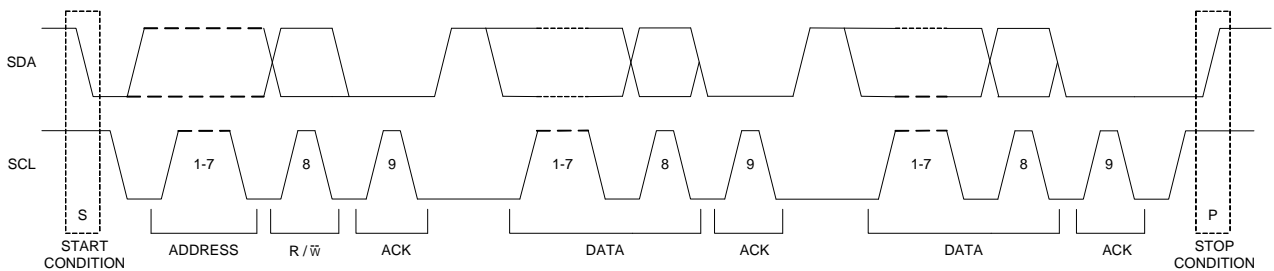 SDA
SCL
1-7
8
9
1-7
8
9
1-7
8
9
S
P
START
CONDITION
ADDRESS
R / W̅
ACK
DATA
ACK
DATA
ACK
STOP
CONDITION